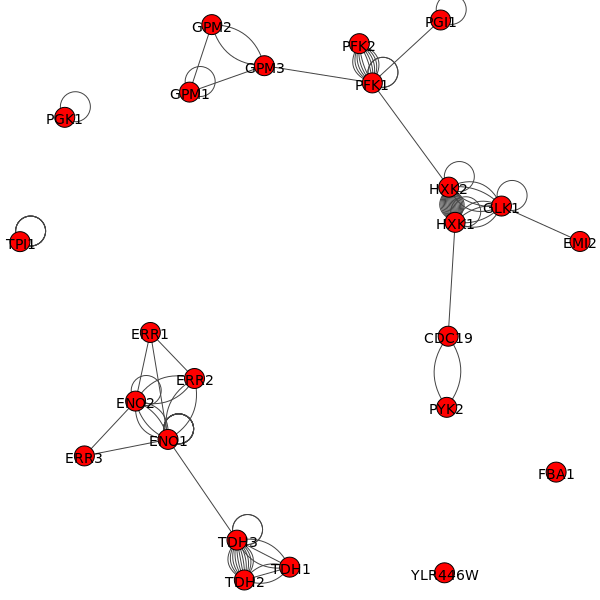 PGI1
GPM2
PFK2
GPM3
PFK1
GPM1
PGK1
HXK2
GLK1
HXK1
TPI1
EMI2
ERR1
CDC19
ERR2
ENO2
PYK2
ENO1
ERR3
FBA1
TDH3
TDH1
YLR446W
TDH2